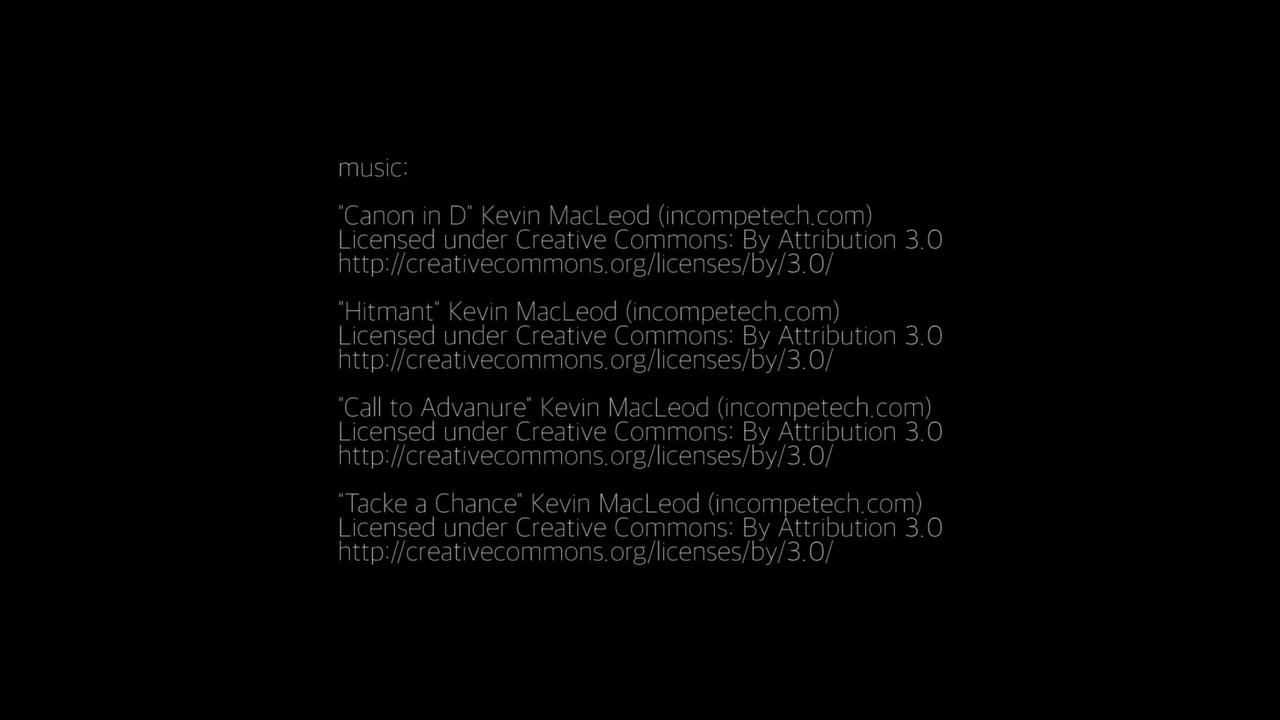 music:
"Canon in D" Kevin MacLeod (incompetech.com)
Licensed under Creative Commons: By Attribution 3.0
http://creativecommons.org/licenses/by/3.0/
"Hitmant" Kevin MacLeod (incompetech.com)
Licensed under Creative Commons: By Attribution 3.0
http://creativecommons.org/licenses/by/3.0/
"Call to Advanure" Kevin MacLeod (incompetech.com)
Licensed under Creative Commons: By Attribution 3.0
http://creativecommons.org/licenses/by/3.0/
"Tacke a Chance" Kevin MacLeod (incompetech.com)
Licensed under Creative Commons: By Attribution 3.0
http://creativecommons.org/licenses/by/3.0/